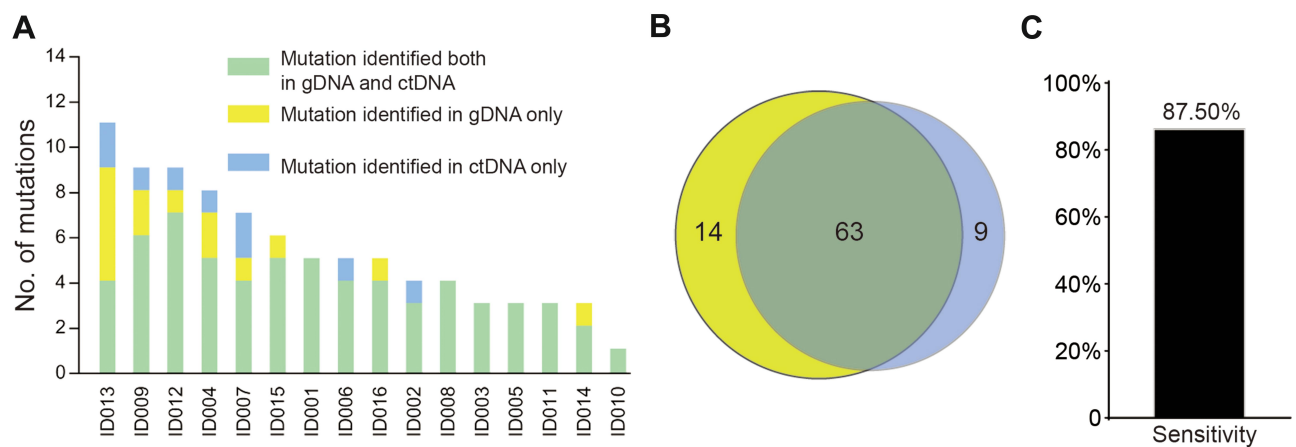 A
No. of mutations
14
12
10
8
6
4
2
0
Mutation identified both
in gDNA and ctDNA
Mutation identified in gDNA only
Mutation identified in ctDNA only
ID013
ID009
ID012
ID004
ID007
ID015
ID001
ID006
ID016
ID002
ID008
ID003
ID005
ID011
ID014
ID010
B
14
63
9
C
100%
80%
60%
40%
20%
0
87.50%
Sensitivity